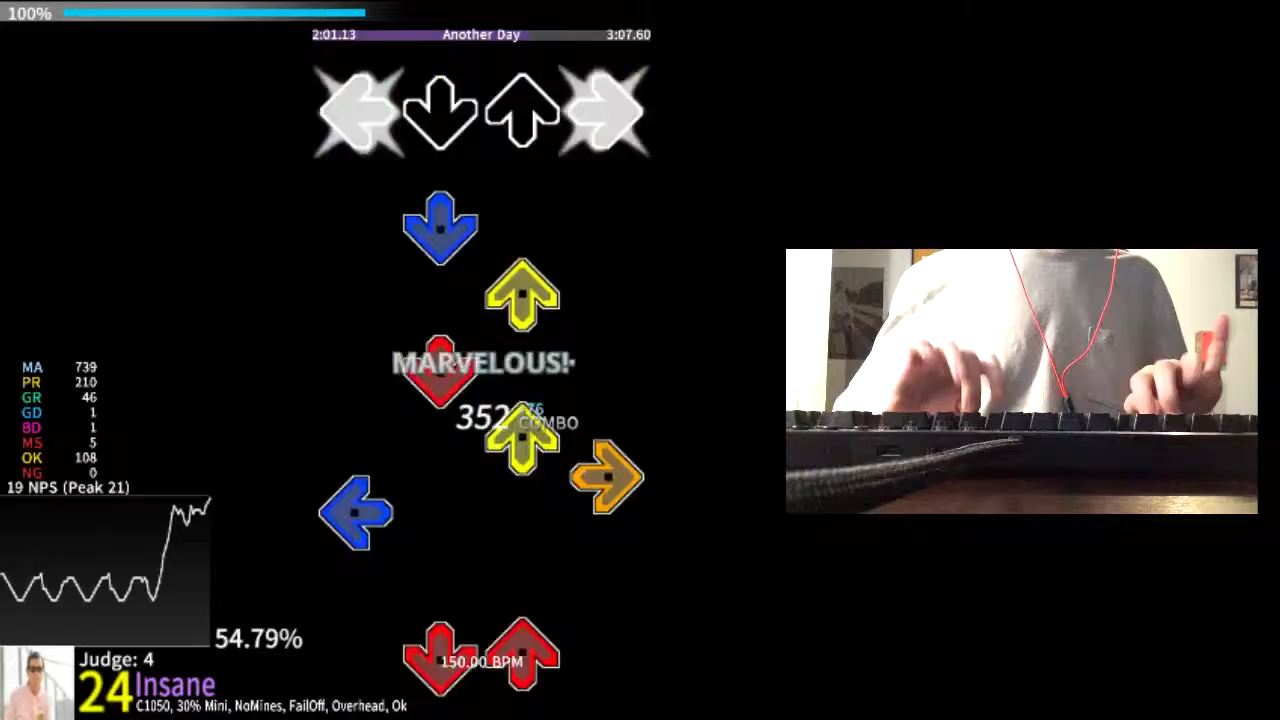 100%
2:01.13 Another Day 3:07.60
MARVELOUS!
352 76
COMBO
MA 739
PR 210
GR 46
GD 1
BD 1
MS 5
OK 108
NG 0
19 NPS (Peak 21)
54.79%
Judge: 4
150.00 BPM
24 Insane
C1050, 30% Mini, NoMines, FailOff, Overhead, Ok